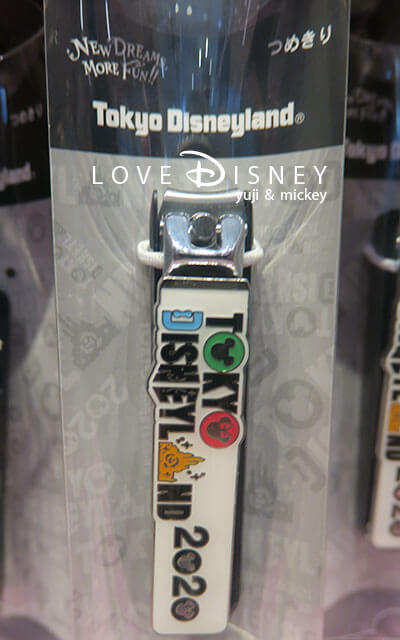 NEW DREAMS,
MORE FUN!!
つめきり
Tokyo Disneyland®
LOVE DISNEY
yuji & mickey
TOKYO
DISNEYLAND 2020